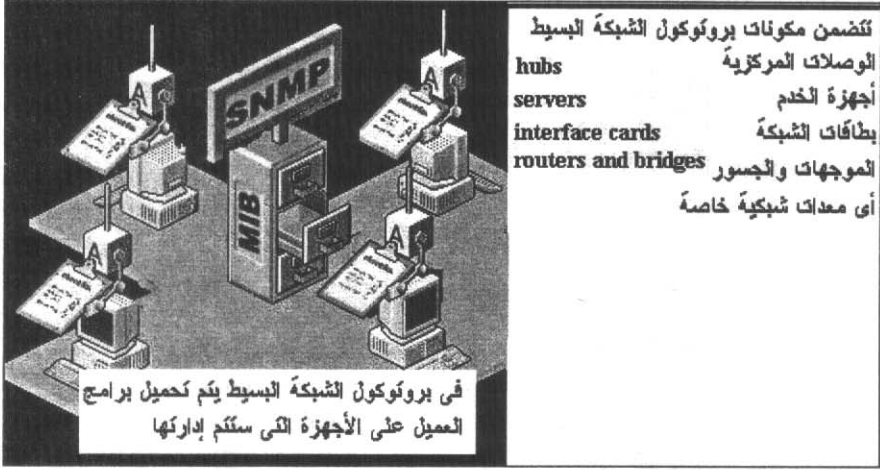 تتضمن مكونات بروتوكول الشبكة البسيط
الوصلات المركزية hubs
أجهزة الخدم servers
بطاقات الشبكة interface cards
الموجهات والجسور routers and bridges
أى معدات شبكية خاصة
SNMP
MIB
A
A
A
A
فى بروتوكول الشبكة البسيط يتم تحميل برامج
العميل على الأجهزة التى ستتم إدارتها